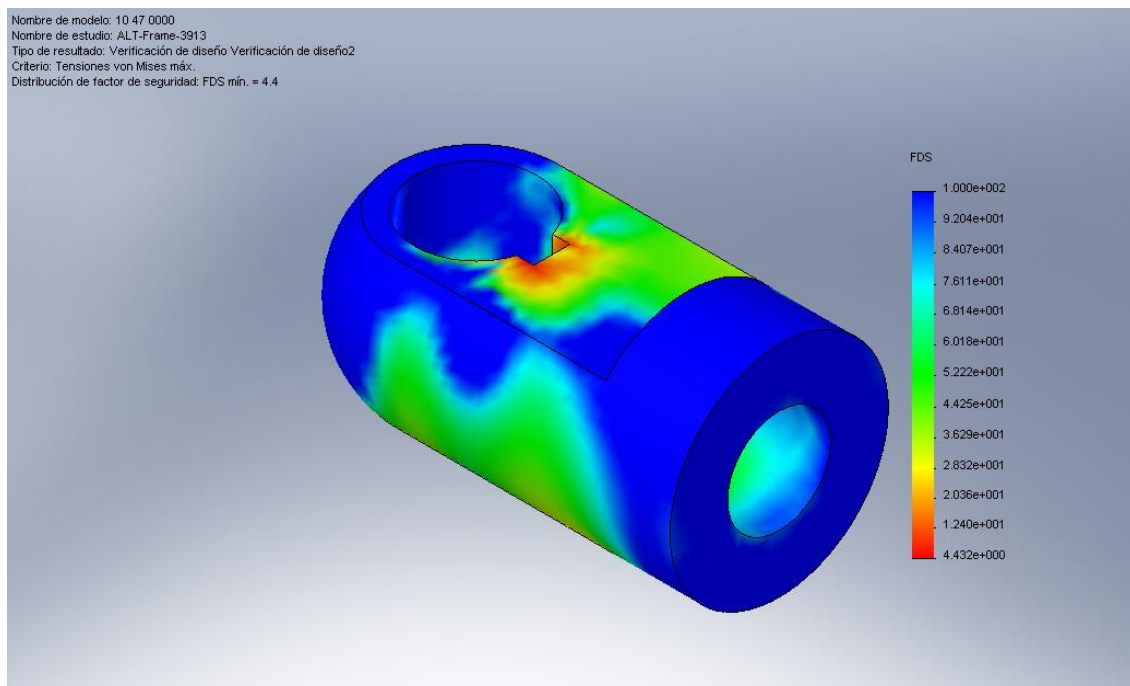 Nombre de modelo: 10 47 0000
Nombre de estudio: ALT-Frame-3913
Tipo de resultado: Verificación de diseño Verificación de diseño2
Criterio: Tensiones von Mises máx.
Distribución de factor de seguridad: FDS mín. = 4.4
FDS
1.000e+002
9.204e+001
8.407e+001
7.611e+001
6.814e+001
6.018e+001
5.222e+001
4.425e+001
3.629e+001
2.832e+001
2.036e+001
1.240e+001
4.432e+000